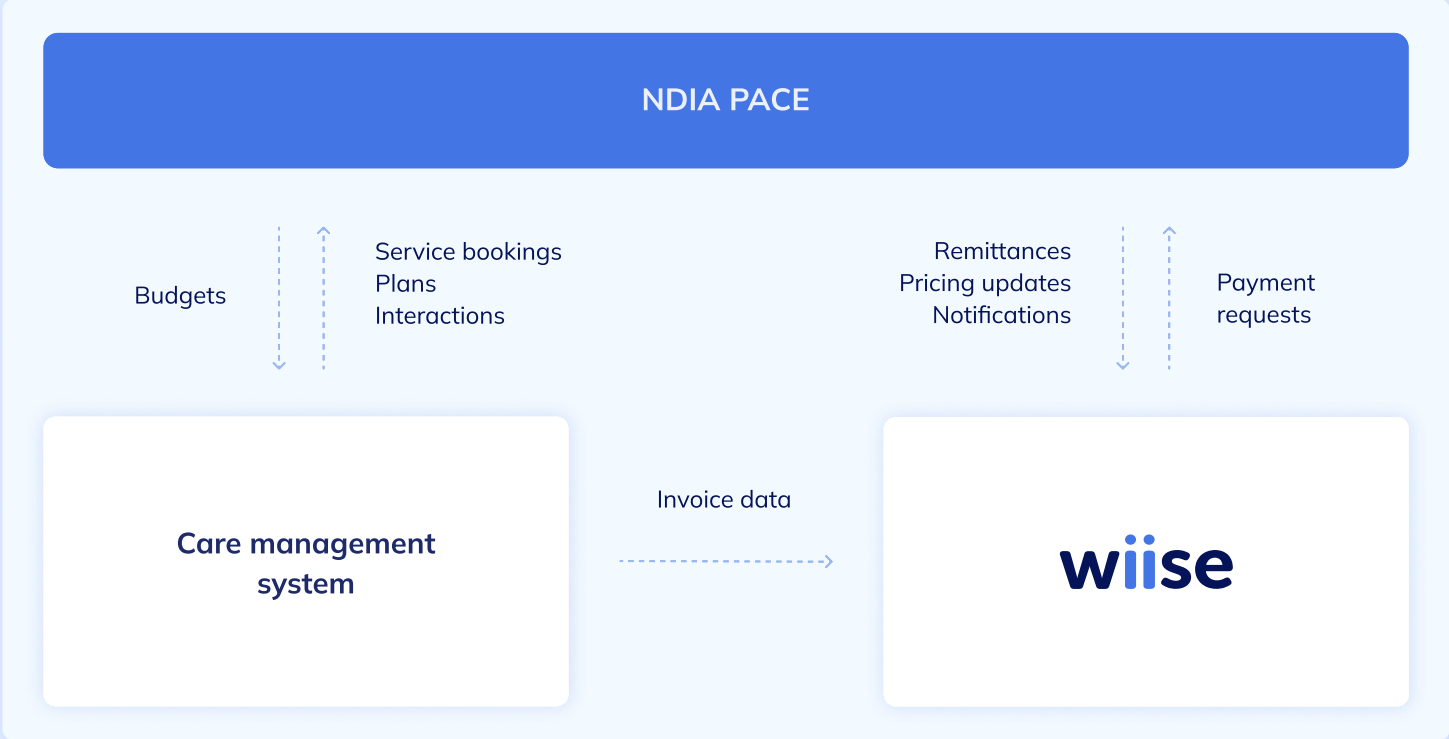 NDIA PACE
Budgets
Service bookings
Plans
Interactions
Remittances
Pricing updates
Notifications
Payment
requests
Care management
system
Invoice data
wiise